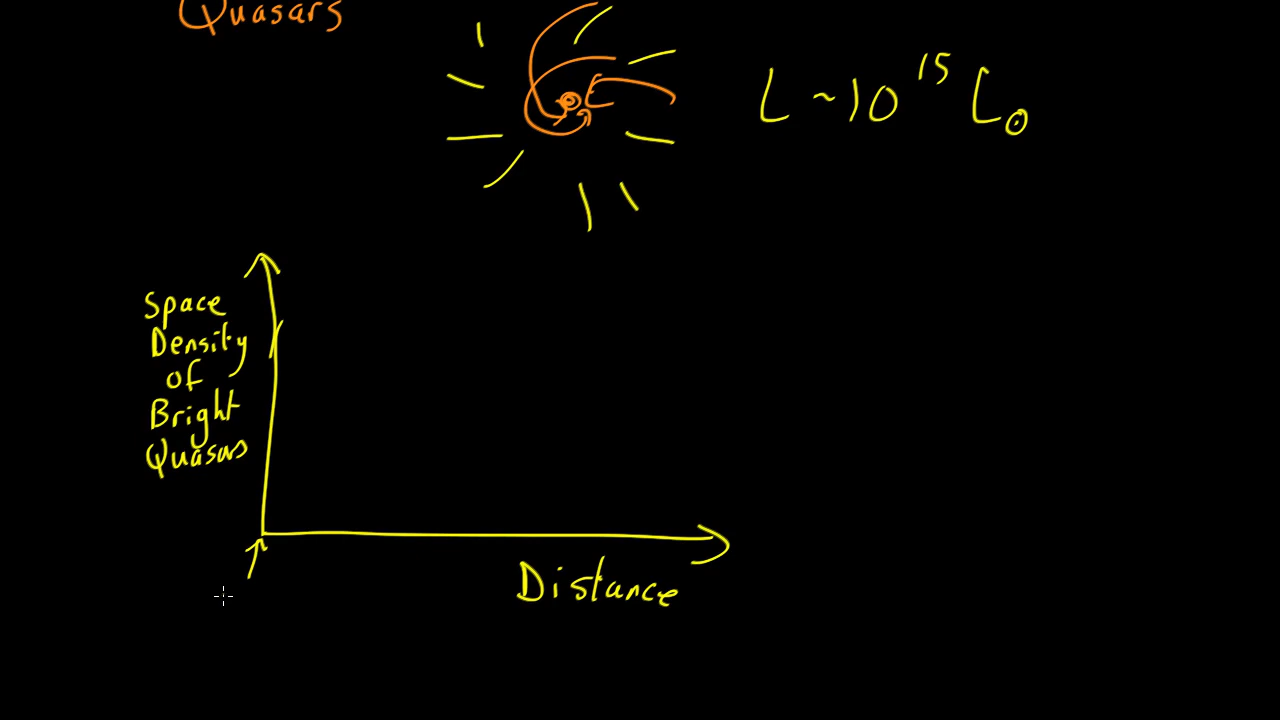 Quasars
L ~ 10^15 L☉
Space
Density
of
Bright
Quasars
Distance